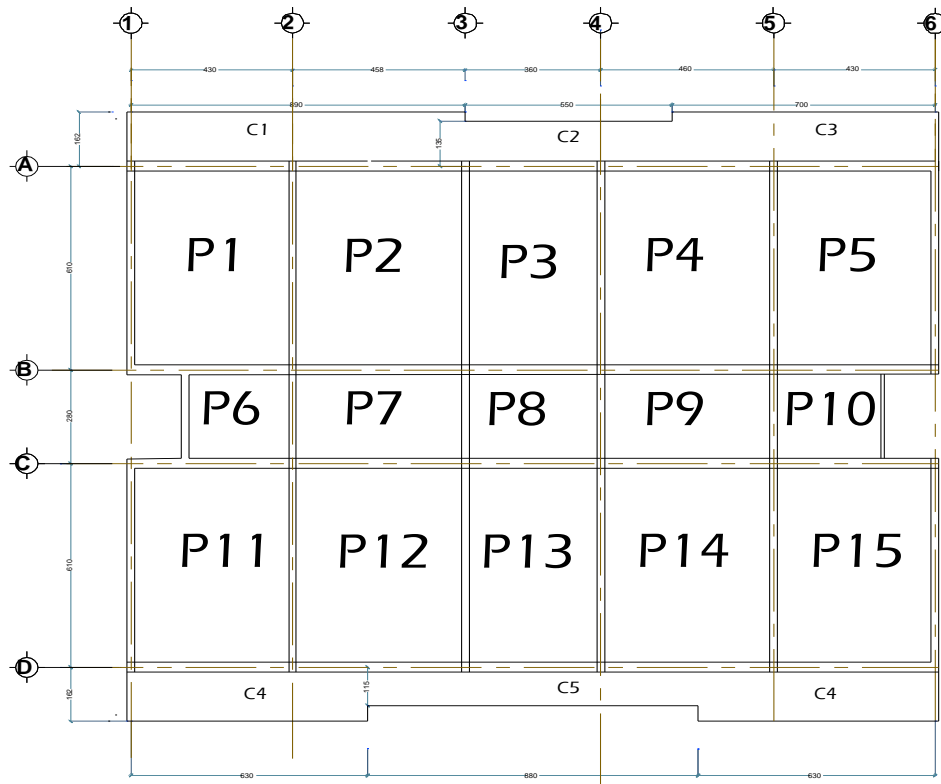 1 2 3 4 5 6
430 458 360 460 430
890 550 700
C1 C2 C3
162 135
A
610
P1 P2 P3 P4 P5
B
280
P6 P7 P8 P9 P10
C
610
P11 P12 P13 P14 P15
D
162 115
C4 C5 C4
630 880 630